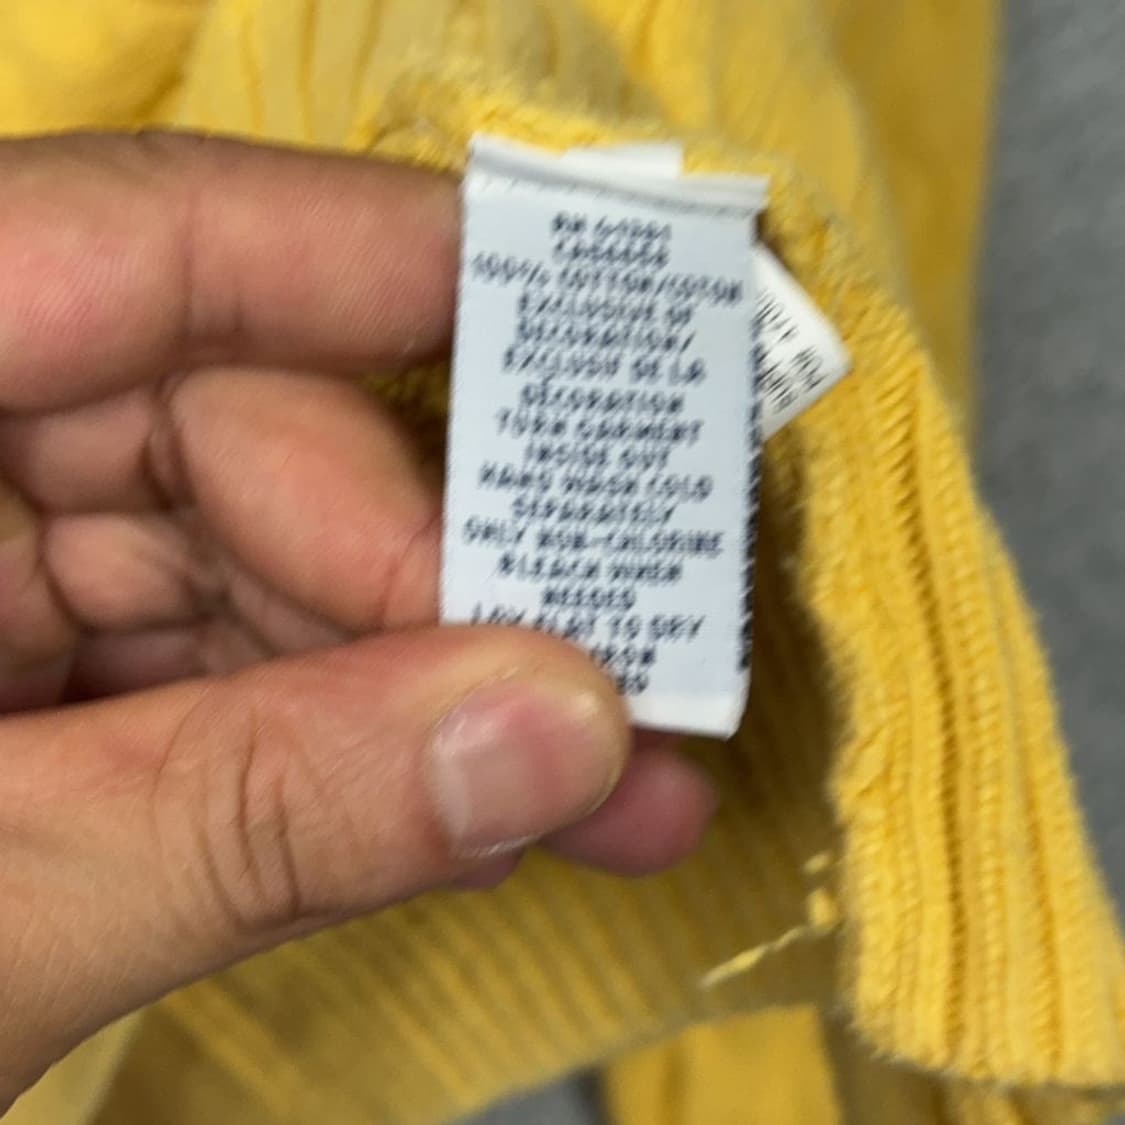 100% COTTON/COTON
EXCLUSIVE OF
DECORATION/
EXCLUSIF DE LA
DÉCORATION
TURN GARMENT
INSIDE OUT
HAND WASH COLD
SEPARATELY
ONLY NON-CHLORINE
BLEACH WHEN
NEEDED
LAY FLAT TO DRY